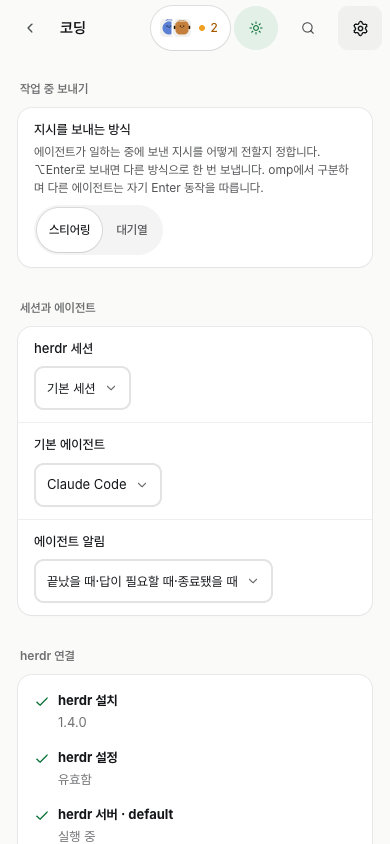 코딩
2
작업 중 보내기
지시를 보내는 방식
에이전트가 일하는 중에 보낸 지시를 어떻게 전할지 정합니다.
⌥Enter로 보내면 다른 방식으로 한 번 보냅니다. omp에서 구분하
며 다른 에이전트는 자기 Enter 동작을 따릅니다.
스티어링
대기열
세션과 에이전트
herdr 세션
기본 세션
기본 에이전트
Claude Code
에이전트 알림
끝났을 때·답이 필요할 때·종료됐을 때
herdr 연결
herdr 설치
1.4.0
herdr 설정
유효함
herdr 서버 · default
실행 중